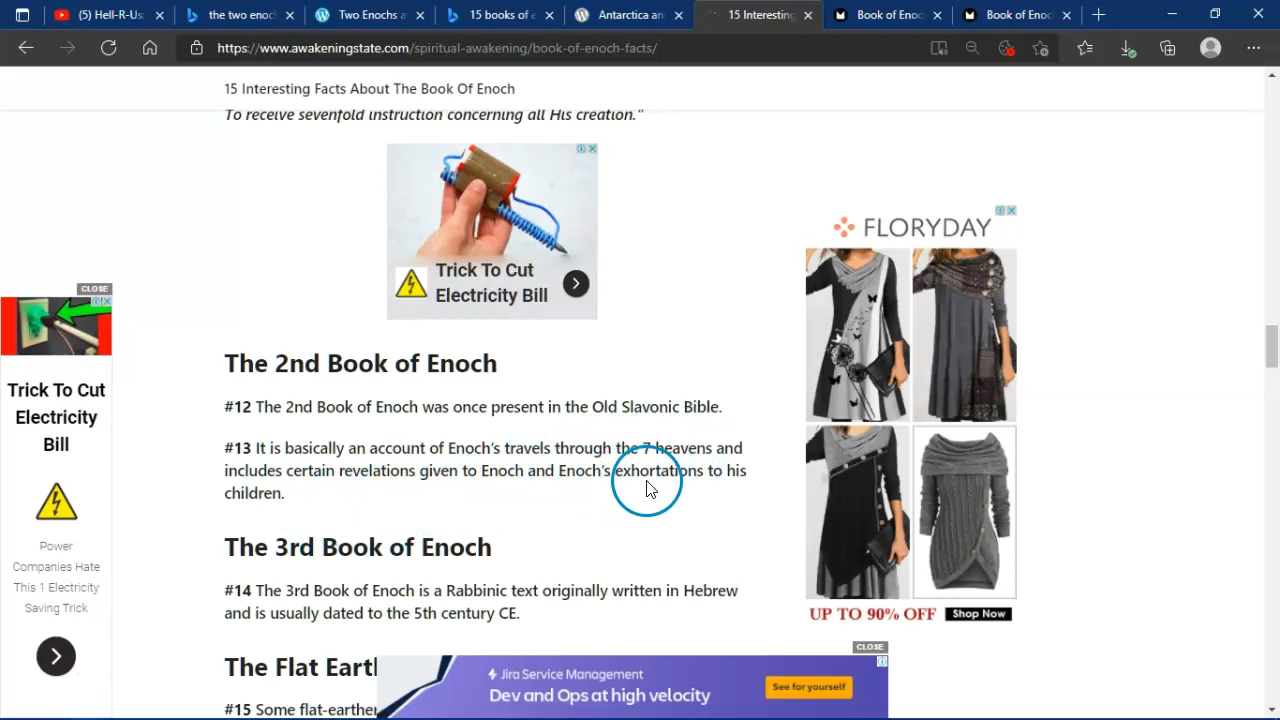 (5) Hell-R-Us:
the two enoch
Two Enochs a
15 books of e
Antarctica an
15 Interesting
Book of Enoc
Book of Enoc
https://www.awakeningstate.com/spiritual-awakening/book-of-enoch-facts/
15 Interesting Facts About The Book Of Enoch
To receive sevenfold instruction concerning all His creation."
Trick To Cut
Electricity Bill
FLORYDAY
UP TO 90% OFF Shop Now
CLOSE
Trick To Cut
Electricity
Bill
Power
Companies Hate
This 1 Electricity
Saving Trick
The 2nd Book of Enoch
#12 The 2nd Book of Enoch was once present in the Old Slavonic Bible.
#13 It is basically an account of Enoch's travels through the 7 heavens and
includes certain revelations given to Enoch and Enoch's exhortations to his
children.
The 3rd Book of Enoch
#14 The 3rd Book of Enoch is a Rabbinic text originally written in Hebrew
and is usually dated to the 5th century CE.
The Flat Eart
#15 Some flat-earther
CLOSE
Jira Service Management
Dev and Ops at high velocity
See for yourself